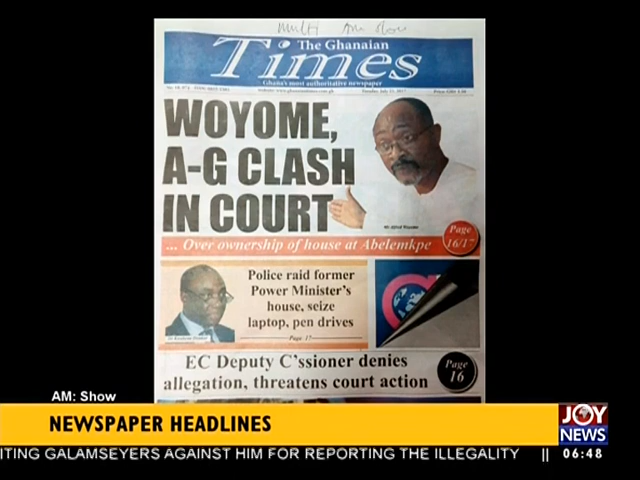 The Ghanaian
Times
Ghana's most authoritative newspaper
WOYOME,
A-G CLASH
IN COURT
... Over ownership of house at Abelemkpe
Page
16/17
Police raid former
Power Minister's
house, seize
laptop, pen drives
Page 17
EC Deputy C'ssioner denies
allegation, threatens court action
Page
16
AM: Show
NEWSPAPER HEADLINES
JOY
NEWS
ITING GALAMSEYERS AGAINST HIM FOR REPORTING THE ILLEGALITY ||
06:48